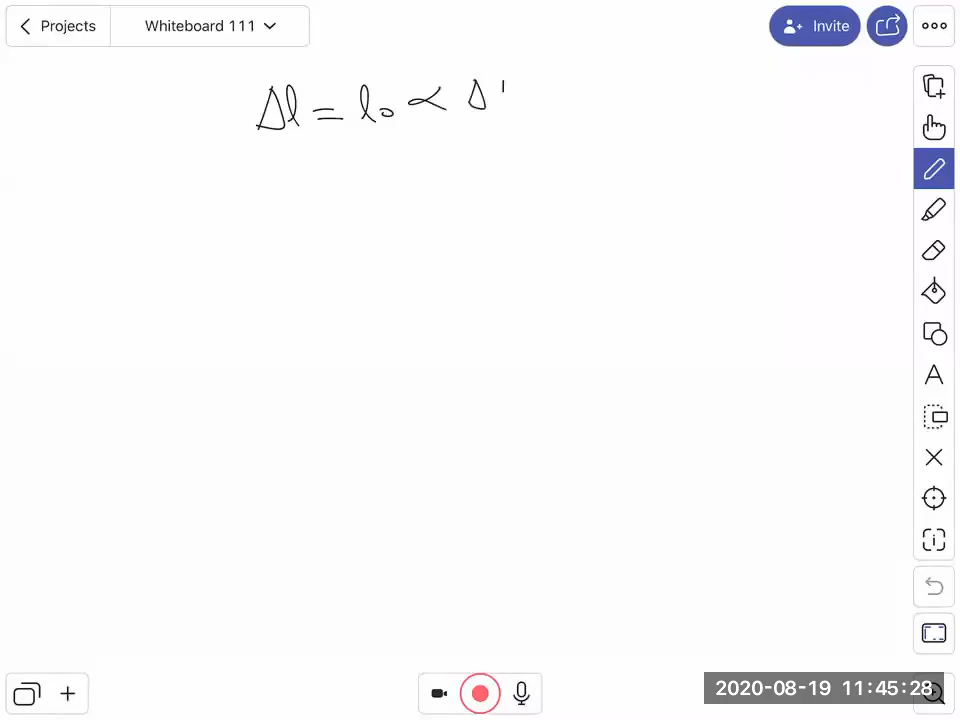 Projects
Whiteboard 111
Invite
Δl = l₀ α Δ
A
2020-08-19 11:45:28